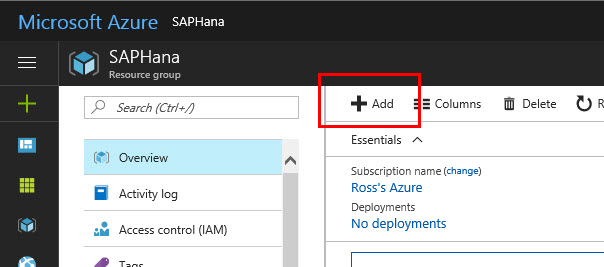 Microsoft Azure SAPHana
SAPHana
Resource group
Search (Ctrl+/)
Overview
Activity log
Access control (IAM)
Tags
Add Columns Delete R
Essentials
Subscription name (change)
Ross's Azure
Deployments
No deployments